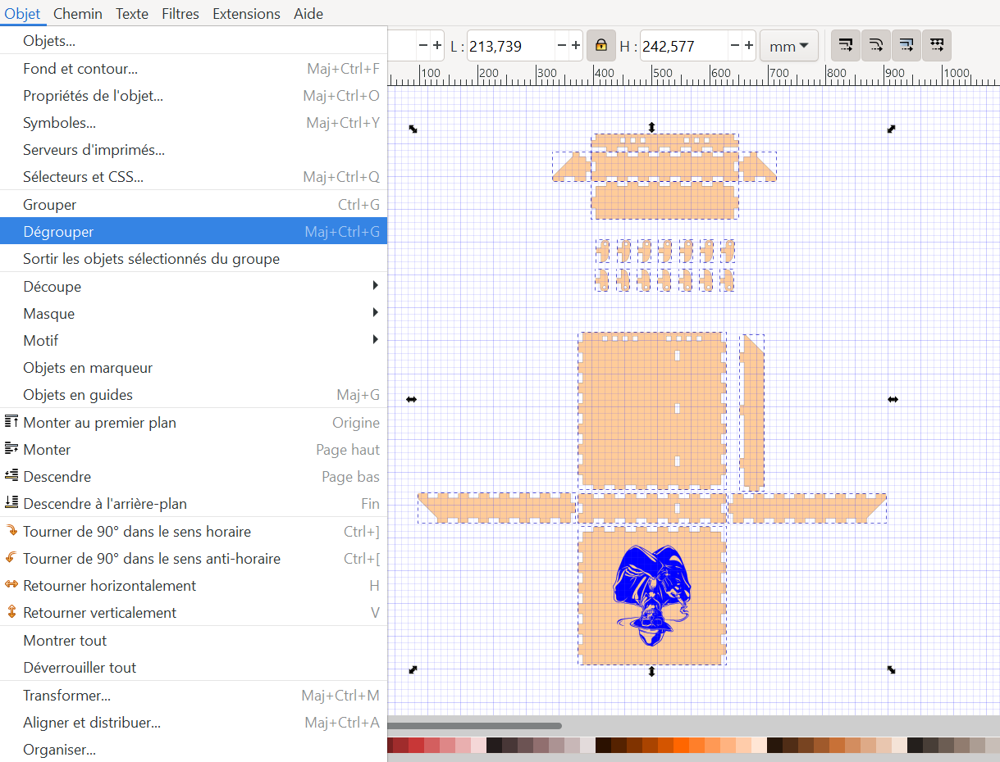 Objet Chemin Texte Filtres Extensions Aide
L : 213,739 H : 242,577 mm
100 200 300 400 500 600 700 800 900 1000
Objets...
Fond et contour... Maj+Ctrl+F
Propriétés de l'objet... Maj+Ctrl+O
Symboles... Maj+Ctrl+Y
Serveurs d'imprimés...
Sélecteurs et CSS... Maj+Ctrl+Q
Grouper Ctrl+G
Dégrouper Maj+Ctrl+G
Sortir les objets sélectionnés du groupe
Découpe
Masque
Motif
Objets en marqueur
Objets en guides Maj+G
Monter au premier plan Origine
Monter Page haut
Descendre Page bas
Descendre à l'arrière-plan Fin
Tourner de 90° dans le sens horaire Ctrl+]
Tourner de 90° dans le sens anti-horaire Ctrl+[
Retourner horizontalement H
Retourner verticalement V
Montrer tout
Déverrouiller tout
Transformer... Maj+Ctrl+M
Aligner et distribuer... Maj+Ctrl+A
Organiser...